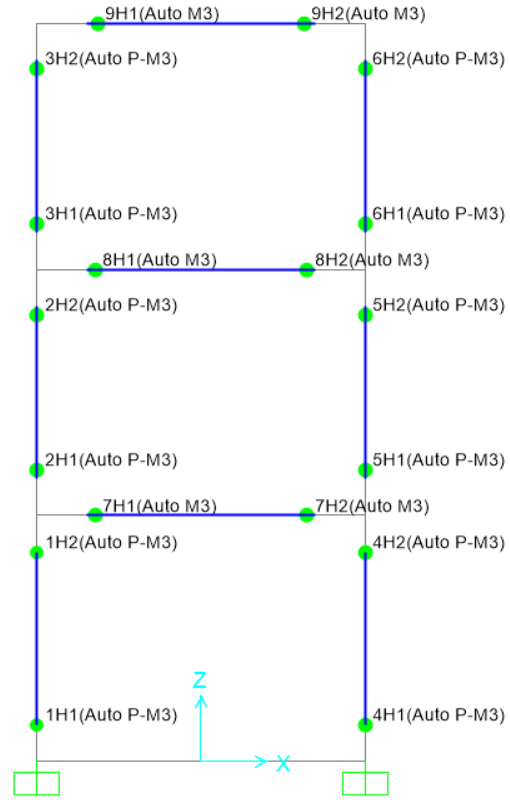 9H1(Auto M3) 9H2(Auto M3)
3H2(Auto P-M3) 6H2(Auto P-M3)
3H1(Auto P-M3) 6H1(Auto P-M3)
8H1(Auto M3) 8H2(Auto M3)
2H2(Auto P-M3) 5H2(Auto P-M3)
2H1(Auto P-M3) 5H1(Auto P-M3)
7H1(Auto M3) 7H2(Auto M3)
1H2(Auto P-M3) 4H2(Auto P-M3)
Z
1H1(Auto P-M3) 4H1(Auto P-M3)
X